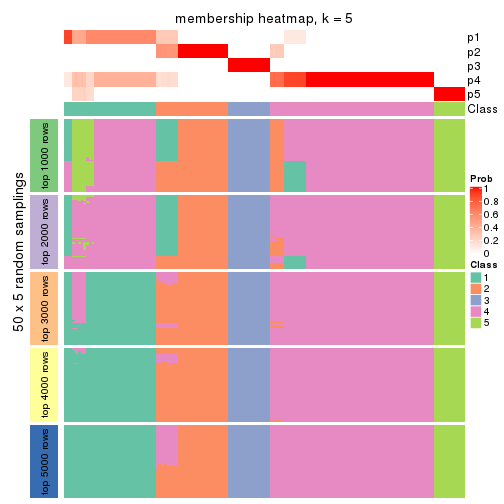 membership heatmap, k = 5
p1
p2
p3
p4
p5
Class
50 x 5 random samplings
top 1000 rows
top 2000 rows
top 3000 rows
top 4000 rows
top 5000 rows
Prob
1
0.8
0.6
0.4
0.2
0
Class
1
2
3
4
5